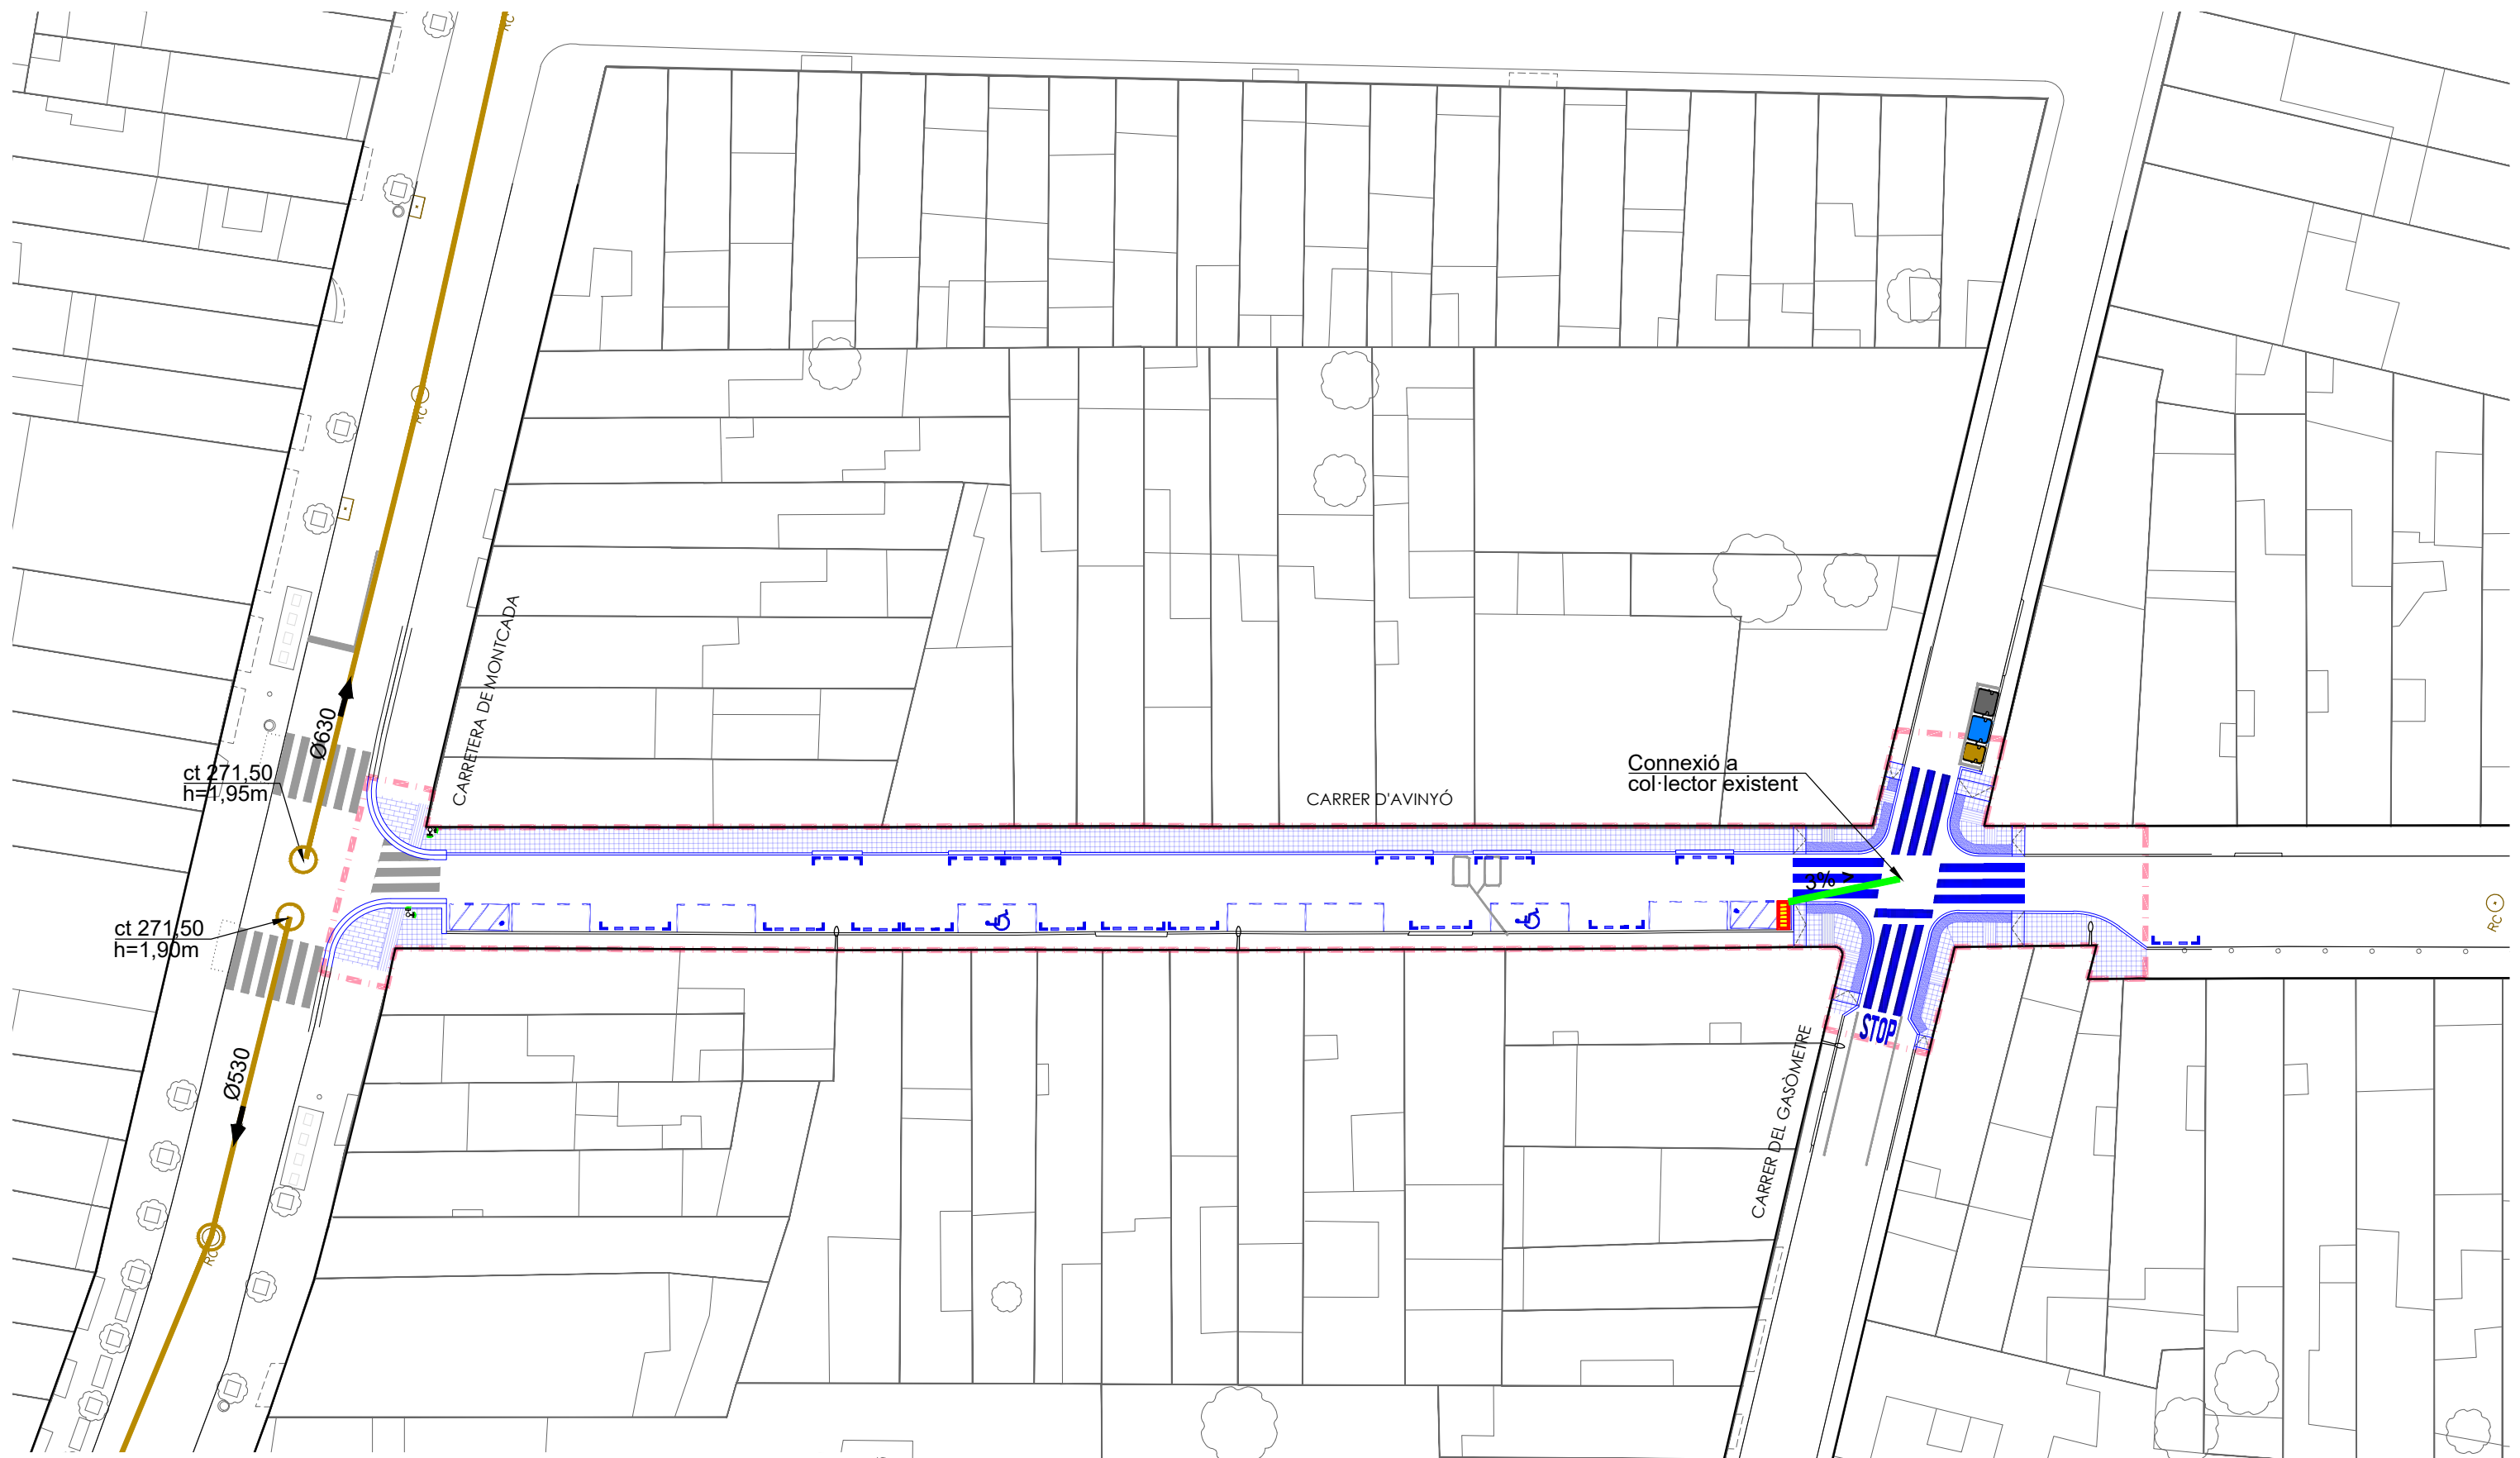 RC
RC
CARRETERA DE MONTCADA
Ø630
ct 271,50
h=1,95m
Connexió a
col·lector existent
CARRER D'AVINYÓ
3% >
RC
ct 271,50
h=1,90m
STOP
CARRER DEL GASÒMETRE
Ø530
RC